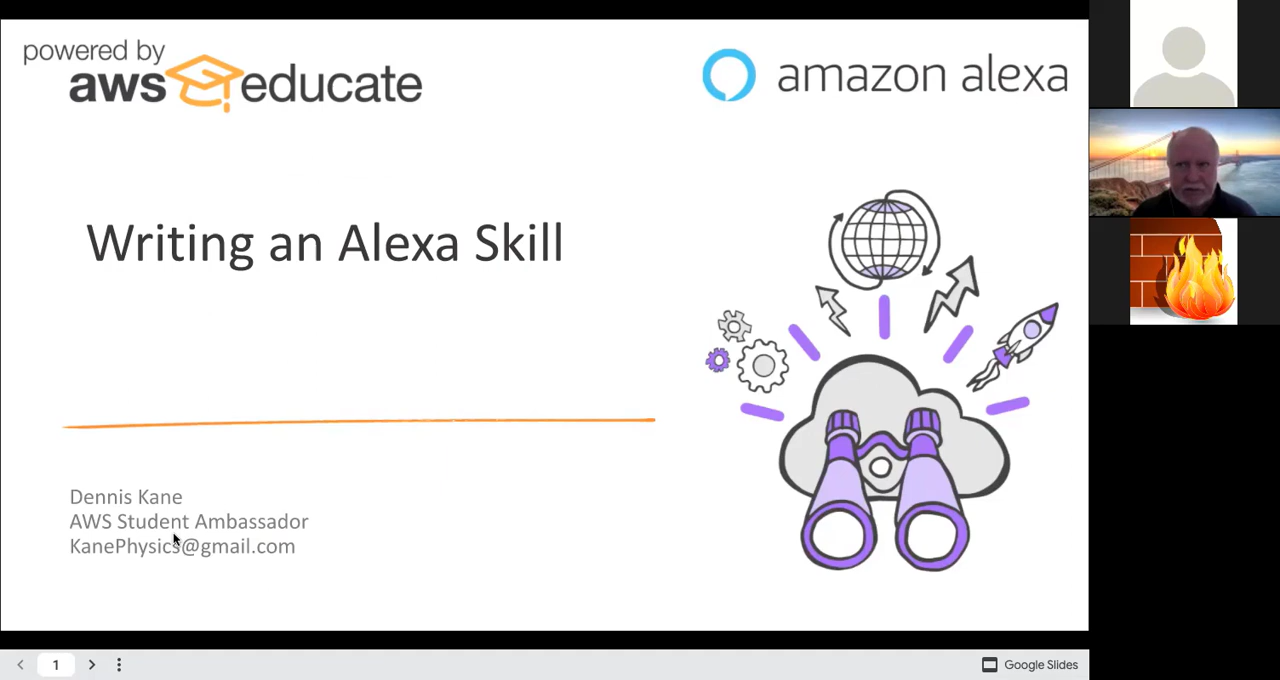 powered by
aws educate
amazon alexa
Writing an Alexa Skill
Dennis Kane
AWS Student Ambassador
KanePhysics@gmail.com
1
Google Slides